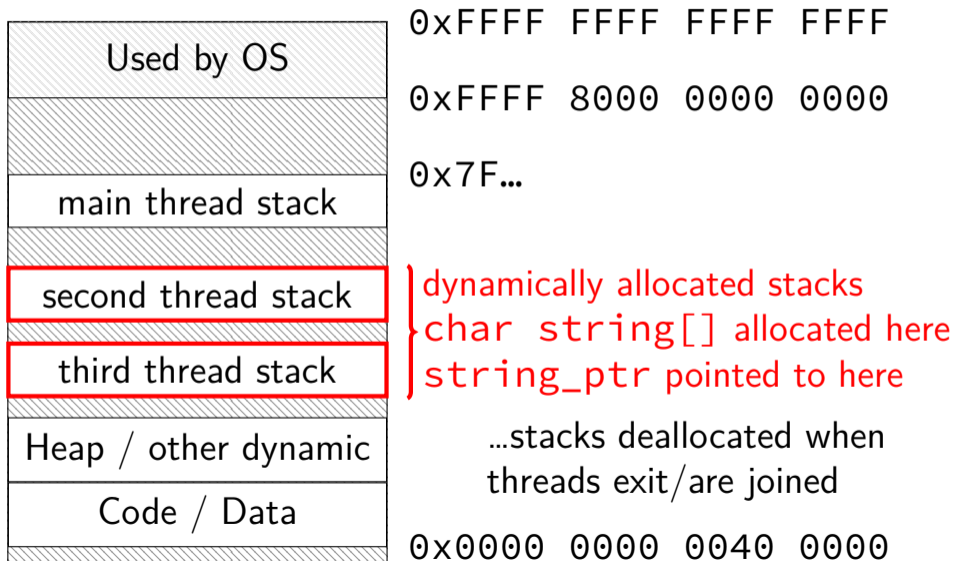 0xFFFF FFFF FFFF FFFF
Used by OS
0xFFFF 8000 0000 0000
0x7F…
main thread stack
second thread stack
third thread stack
dynamically allocated stacks
char string[] allocated here
string_ptr pointed to here
Heap / other dynamic
…stacks deallocated when
threads exit/are joined
Code / Data
0x0000 0000 0040 0000